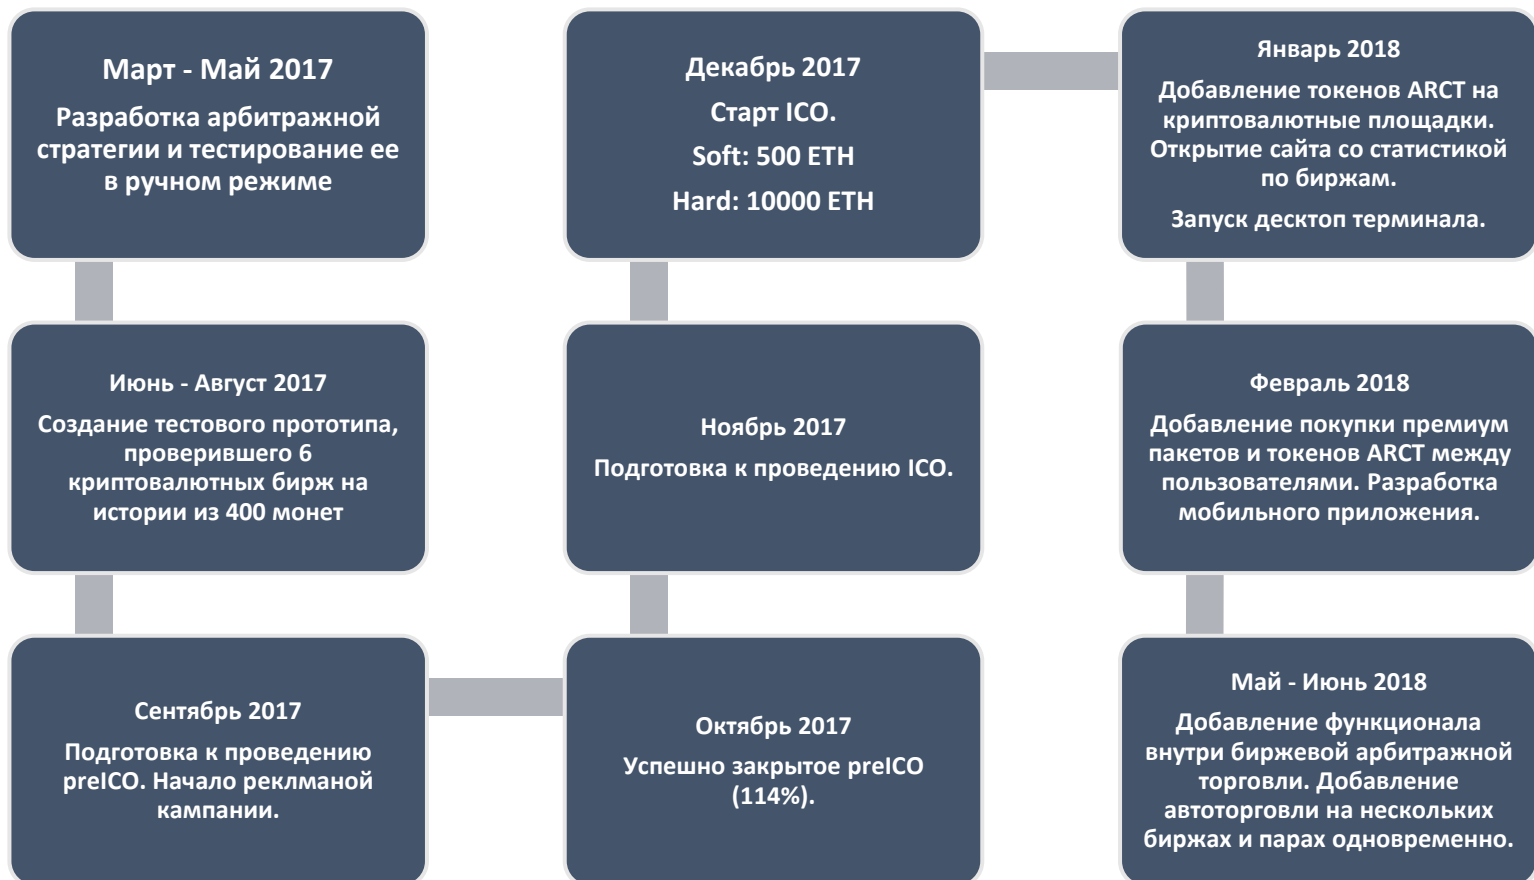 Март - Май 2017
Разработка арбитражной
стратегии и тестирование ее
в ручном режиме
Июнь - Август 2017
Создание тестового прототипа,
проверившего 6
криптовалютных бирж на
истории из 400 монет
Сентябрь 2017
Подготовка к проведению
preICO. Начало реклманой
кампании.
Октябрь 2017
Успешно закрытое preICO
(114%).
Ноябрь 2017
Подготовка к проведению ICO.
Декабрь 2017
Старт ICO.
Soft: 500 ETH
Hard: 10000 ETH
Январь 2018
Добавление токенов ARCT на
криптовалютные площадки.
Открытие сайта со статистикой
по биржам.
Запуск десктоп терминала.
Февраль 2018
Добавление покупки премиум
пакетов и токенов ARCT между
пользователями. Разработка
мобильного приложения.
Май - Июнь 2018
Добавление функционала
внутри биржевой арбитражной
торговли. Добавление
автоторговли на нескольких
биржах и парах одновременно.